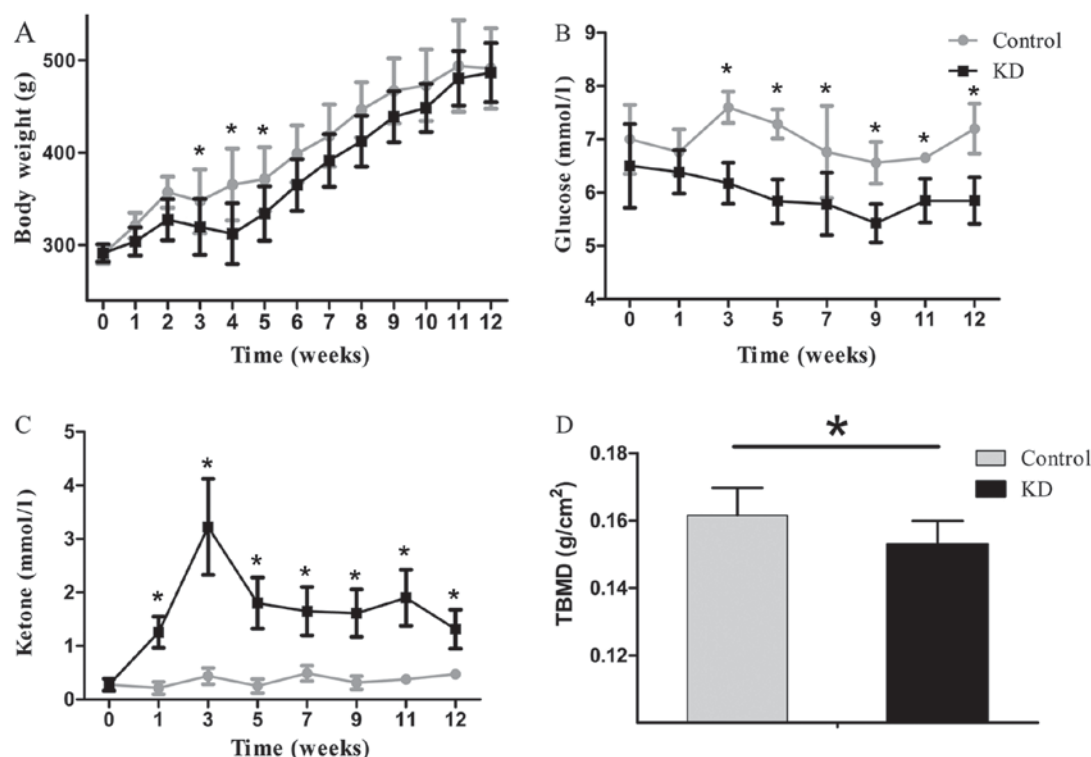 A
Body weight (g)
500
400
300
* * *
0 1 2 3 4 5 6 7 8 9 10 11 12
Time (weeks)
B
Glucose (mmol/l)
9
8
7
6
5
4
* * * * * *
0 1 3 5 7 9 11 12
Time (weeks)
Control
KD
C
Ketone (mmol/l)
5
4
3
2
1
0
* * * * * * *
0 1 3 5 7 9 11 12
Time (weeks)
D
TBMD (g/cm²)
0.18
0.16
0.14
0.12
*
Control
KD